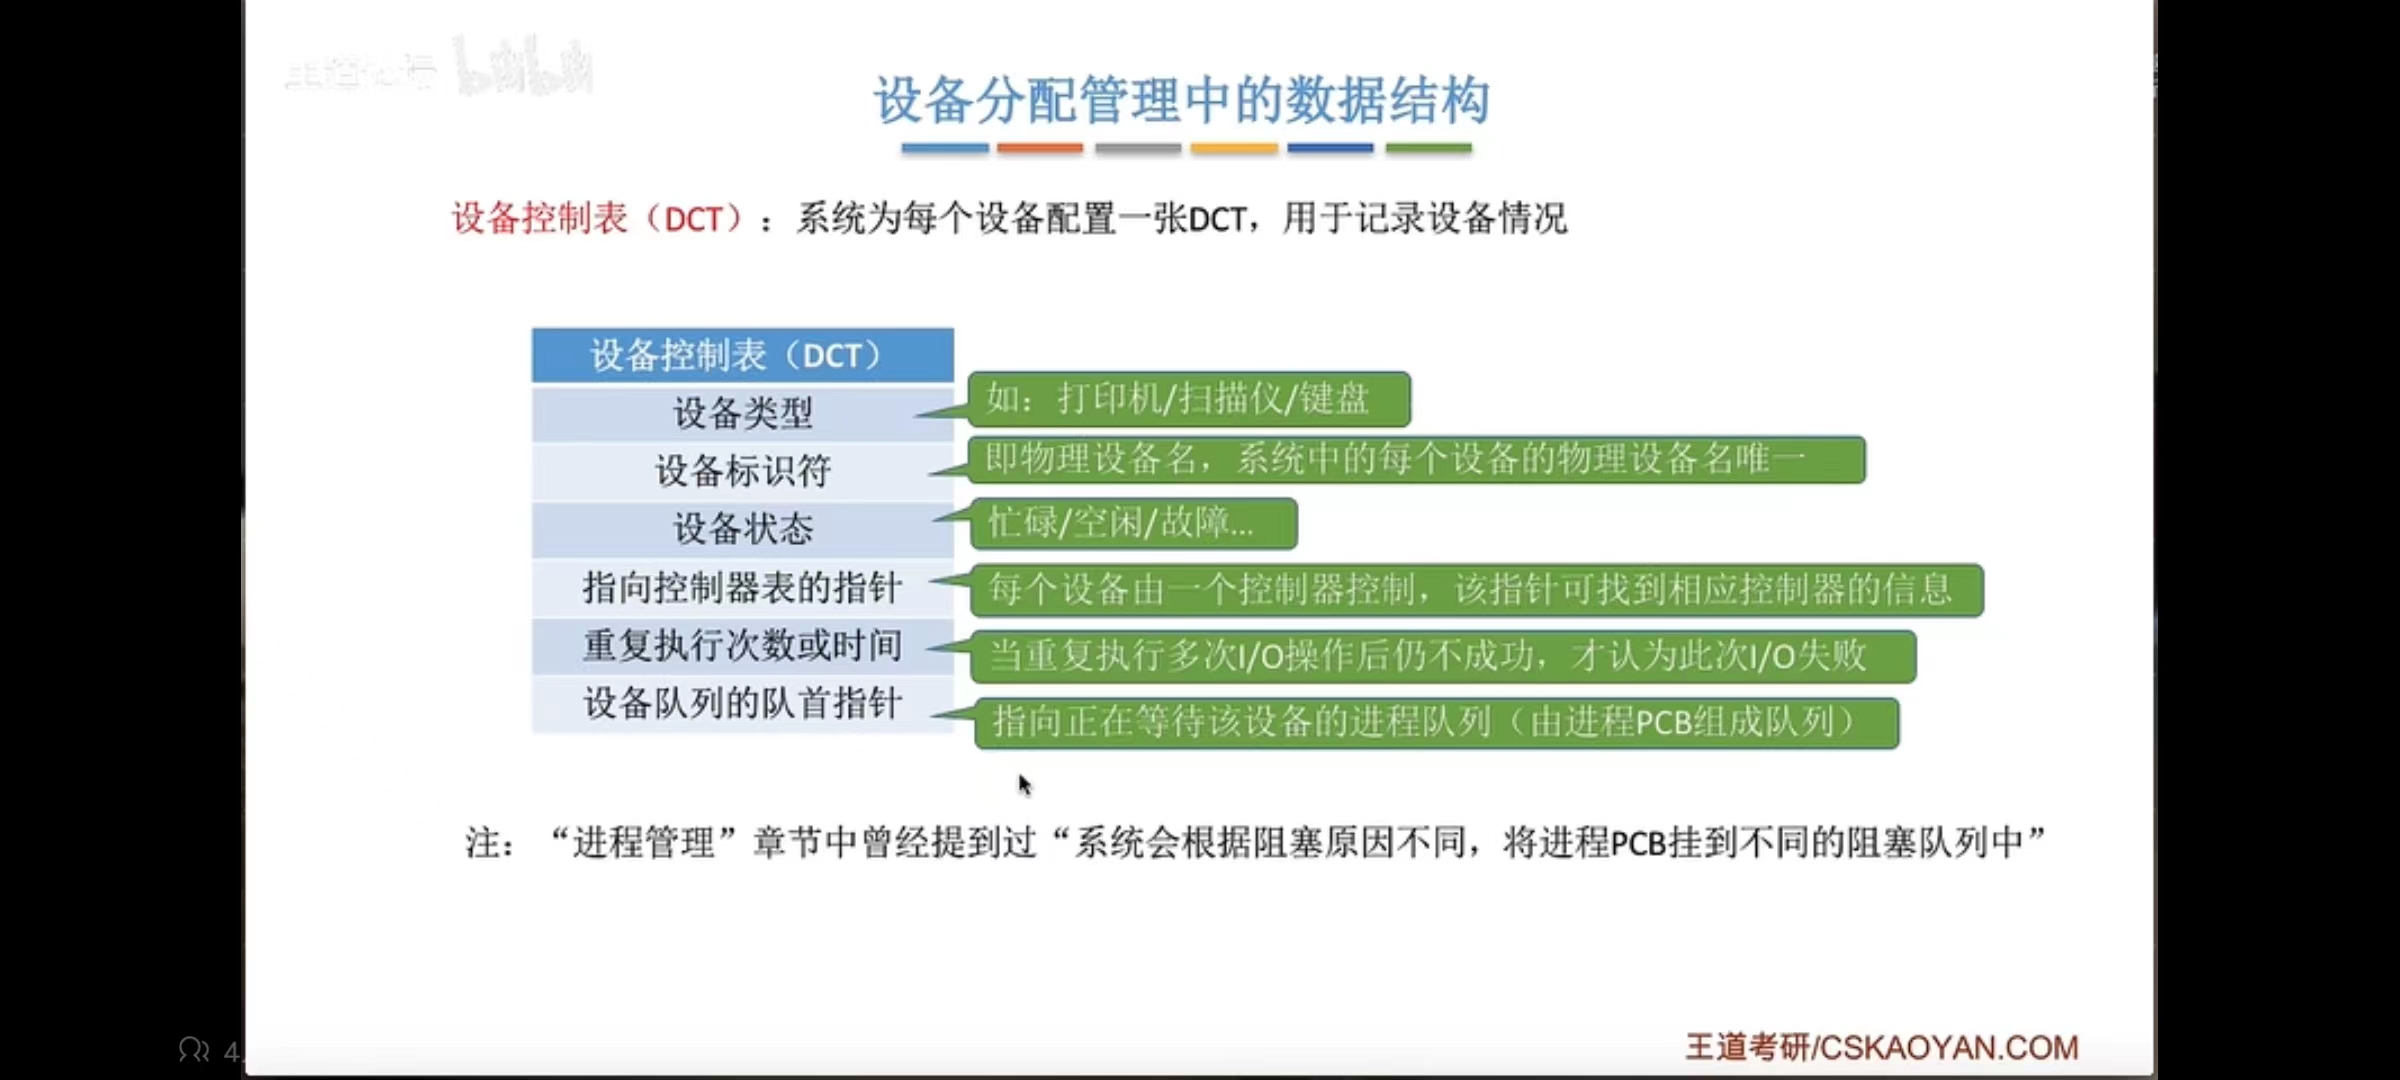 bilibili
设备分配管理中的数据结构
设备控制表（DCT）：系统为每个设备配置一张DCT，用于记录设备情况
设备控制表（DCT）
设备类型
如：打印机/扫描仪/键盘
设备标识符
即物理设备名，系统中的每个设备的物理设备名唯一
设备状态
忙碌/空闲/故障...
指向控制器表的指针
每个设备由一个控制器控制，该指针可找到相应控制器的信息
重复执行次数或时间
当重复执行多次I/O操作后仍不成功，才认为此次I/O失败
设备队列的队首指针
指向正在等待该设备的进程队列（由进程PCB组成队列）
注：“进程管理”章节中曾经提到过“系统会根据阻塞原因不同，将进程PCB挂到不同的阻塞队列中”
王道考研/CSKAOYAN.COM